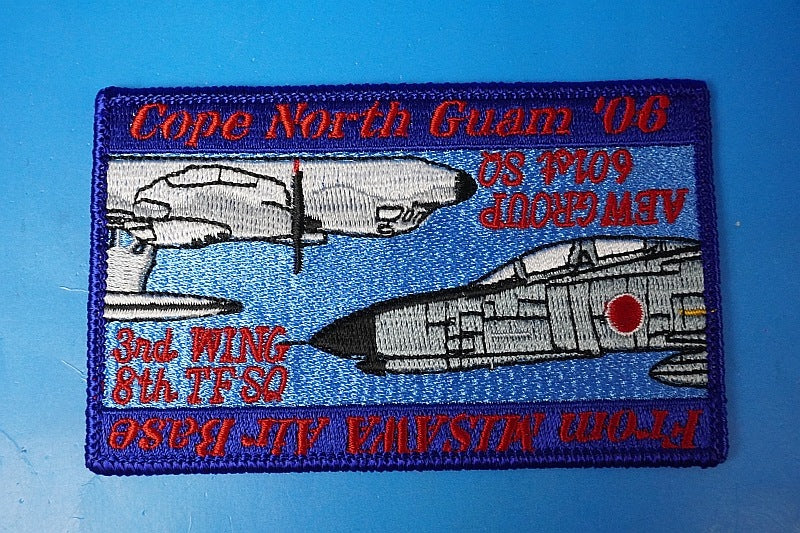 Cope North Guam '06
AEW GROUP
601st SQ
3rd. WING
8th. TF SQ
From MISAWA Air Base